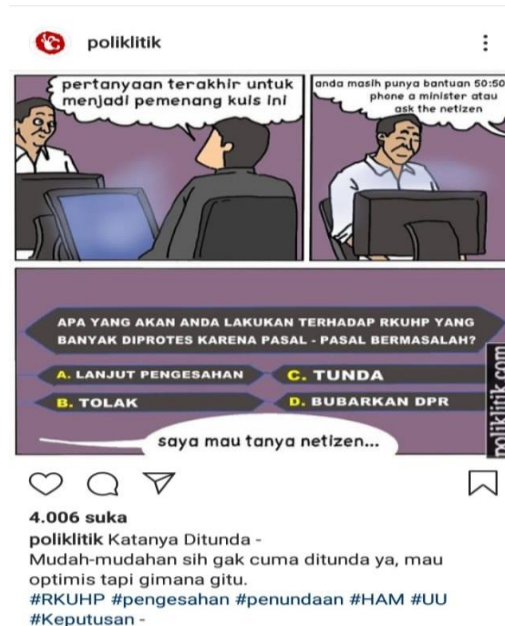 poliklitik
pertanyaan terakhir untuk
menjadi pemenang kuis ini
anda masih punya bantuan 50:50
phone a minister atau
ask the netizen
APA YANG AKAN ANDA LAKUKAN TERHADAP RKUHP YANG
BANYAK DIPROTES KARENA PASAL - PASAL BERMASALAH?
A. LANJUT PENGESAHAN
C. TUNDA
B. TOLAK
D. BUBARKAN DPR
saya mau tanya netizen...
poliklitik.com
4.006 suka
poliklitik Katanya Ditunda -
Mudah-mudahan sih gak cuma ditunda ya, mau
optimis tapi gimana gitu.
#RKUHP #pengesahan #penundaan #HAM #UU
#Keputusan -